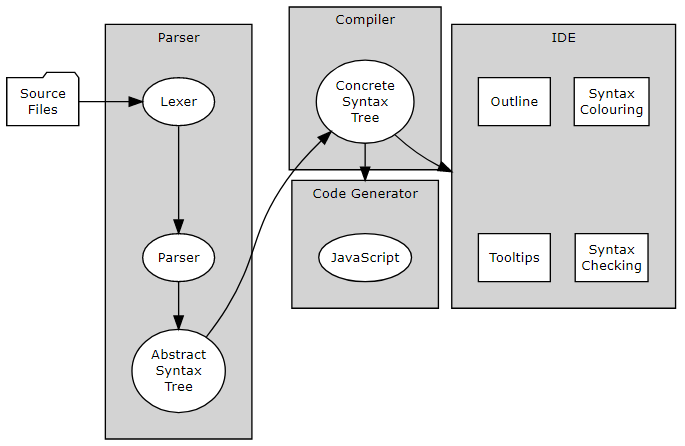 Source
Files
Parser
Lexer
Parser
Abstract
Syntax
Tree
Compiler
Concrete
Syntax
Tree
Code Generator
JavaScript
IDE
Outline
Syntax
Colouring
Tooltips
Syntax
Checking